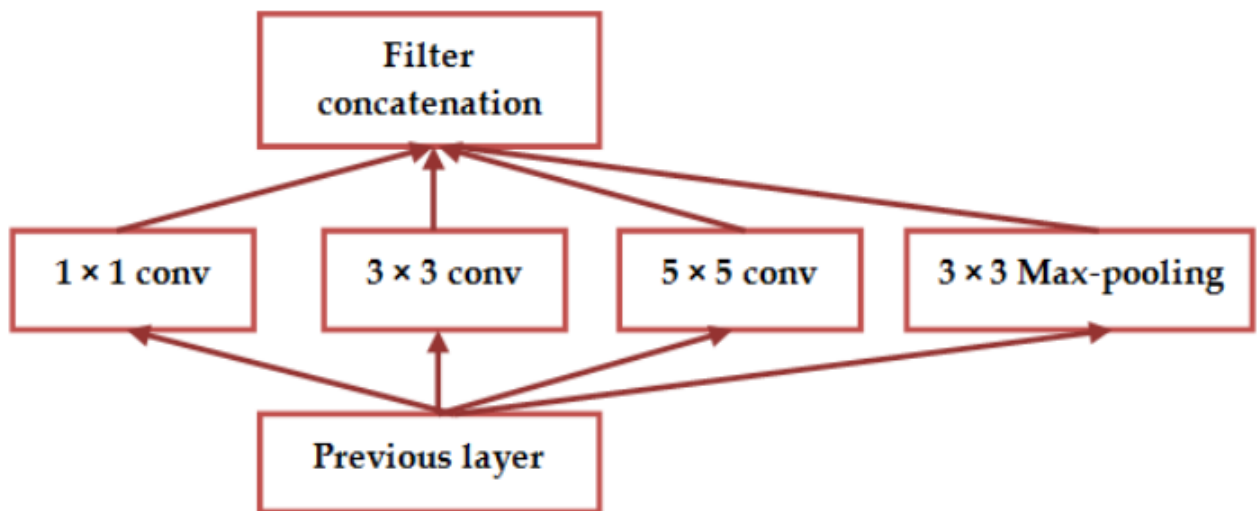 Filter
concatenation
1 × 1 conv
3 × 3 conv
5 × 5 conv
3 × 3 Max-pooling
Previous layer